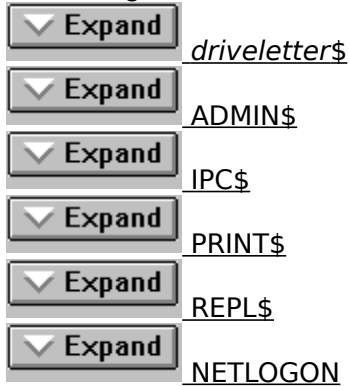 Expand driveletter$
Expand ADMIN$
Expand IPC$
Expand PRINT$
Expand REPL$
Expand NETLOGON